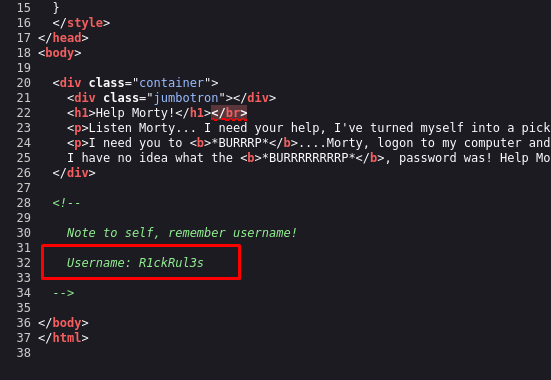 15 }
16 </style>
17 </head>
18 <body>
19
20 <div class="container">
21 <div class="jumbotron"></div>
22 <h1>Help Morty!</h1></br>
23 <p>Listen Morty... I need your help, I've turned myself into a pick
24 <p>I need you to <b>*BURRRP*</b>....Morty, logon to my computer and
25 I have no idea what the <b>*BURRRRRRRRP*</b>, password was! Help Mo
26 </div>
27
28 <!--
29
30 Note to self, remember username!
31
32 Username: R1ckRul3s
33
34 -->
35
36 </body>
37 </html>
38